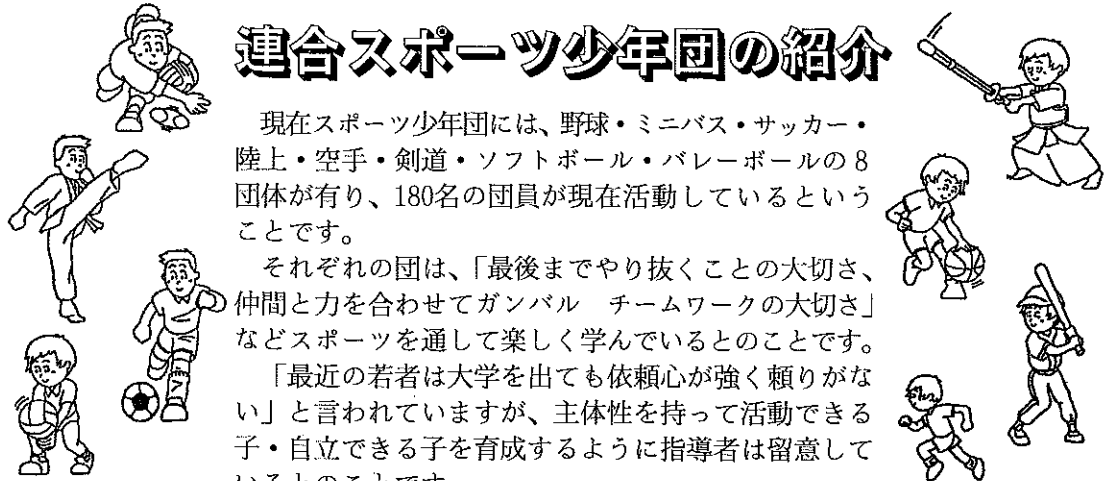 連合スポーツ少年団の紹介
現在スポーツ少年団には、野球・ミニバス・サッカー・
陸上・空手・剣道・ソフトボール・バレーボールの8
団体が有り、180名の団員が現在活動しているという
ことです。
それぞれの団は、「最後までやり抜くことの大切さ、
仲間と力を合わせてガンバル　チームワークの大切さ」
などスポーツを通して楽しく学んでいるとのことです。
「最近の若者は大学を出ても依頼心が強く頼りがな
い」と言われていますが、主体性を持って活動できる
子・自立できる子を育成するように指導者は留意して
いるとのことです。